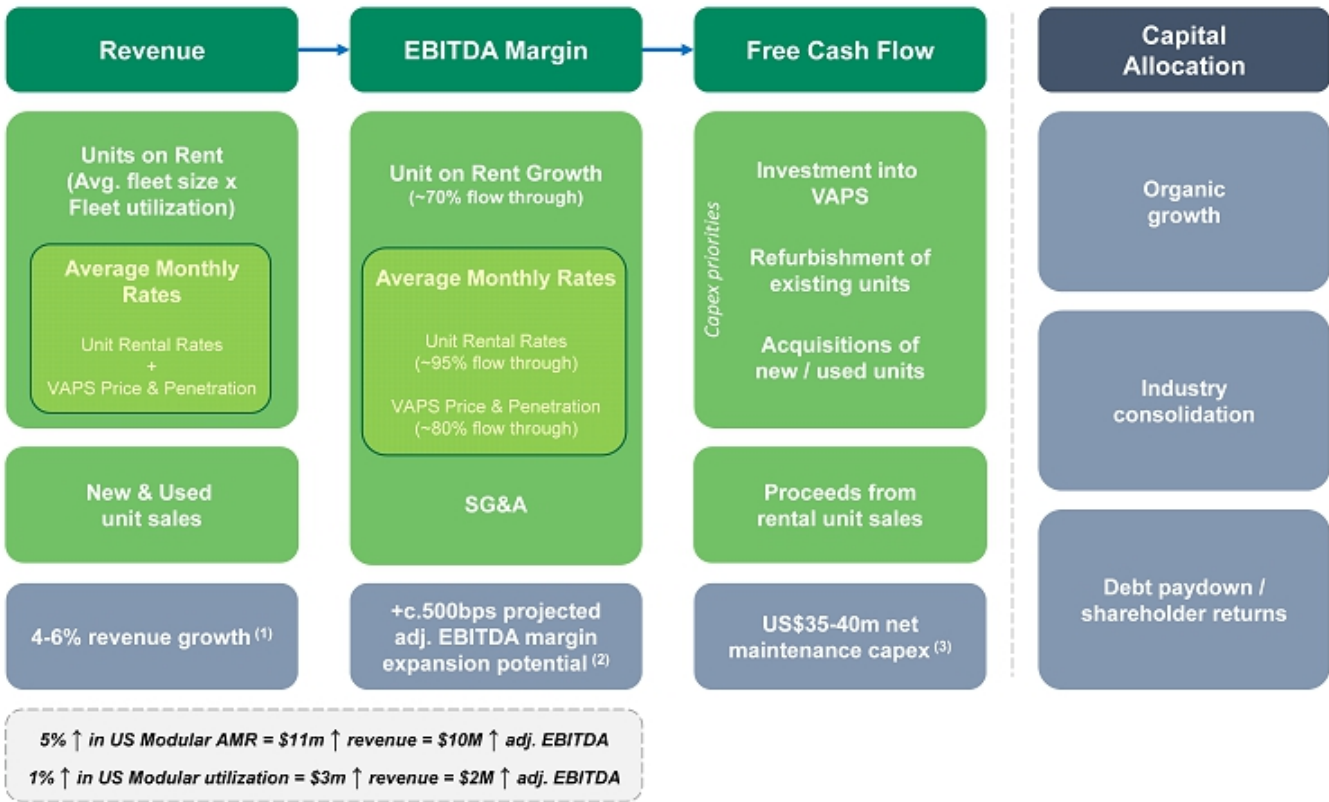 Revenue
EBITDA Margin
Free Cash Flow
Capital
Allocation
Units on Rent
(Avg. fleet size x
Fleet utilization)
Average Monthly
Rates
Unit Rental Rates
+
VAPS Price & Penetration
New & Used
unit sales
4-6% revenue growth (1)
Unit on Rent Growth
(~70% flow through)
Average Monthly Rates
Unit Rental Rates
(~95% flow through)
VAPS Price & Penetration
(~80% flow through)
SG&A
+c.500bps projected
adj. EBITDA margin
expansion potential (2)
Capex priorities
Investment into
VAPS
Refurbishment of
existing units
Acquisitions of
new / used units
Proceeds from
rental unit sales
US$35-40m net
maintenance capex (3)
Organic
growth
Industry
consolidation
Debt paydown /
shareholder returns
5% ↑ in US Modular AMR = $11m ↑ revenue = $10M ↑ adj. EBITDA
1% ↑ in US Modular utilization = $3m ↑ revenue = $2M ↑ adj. EBITDA